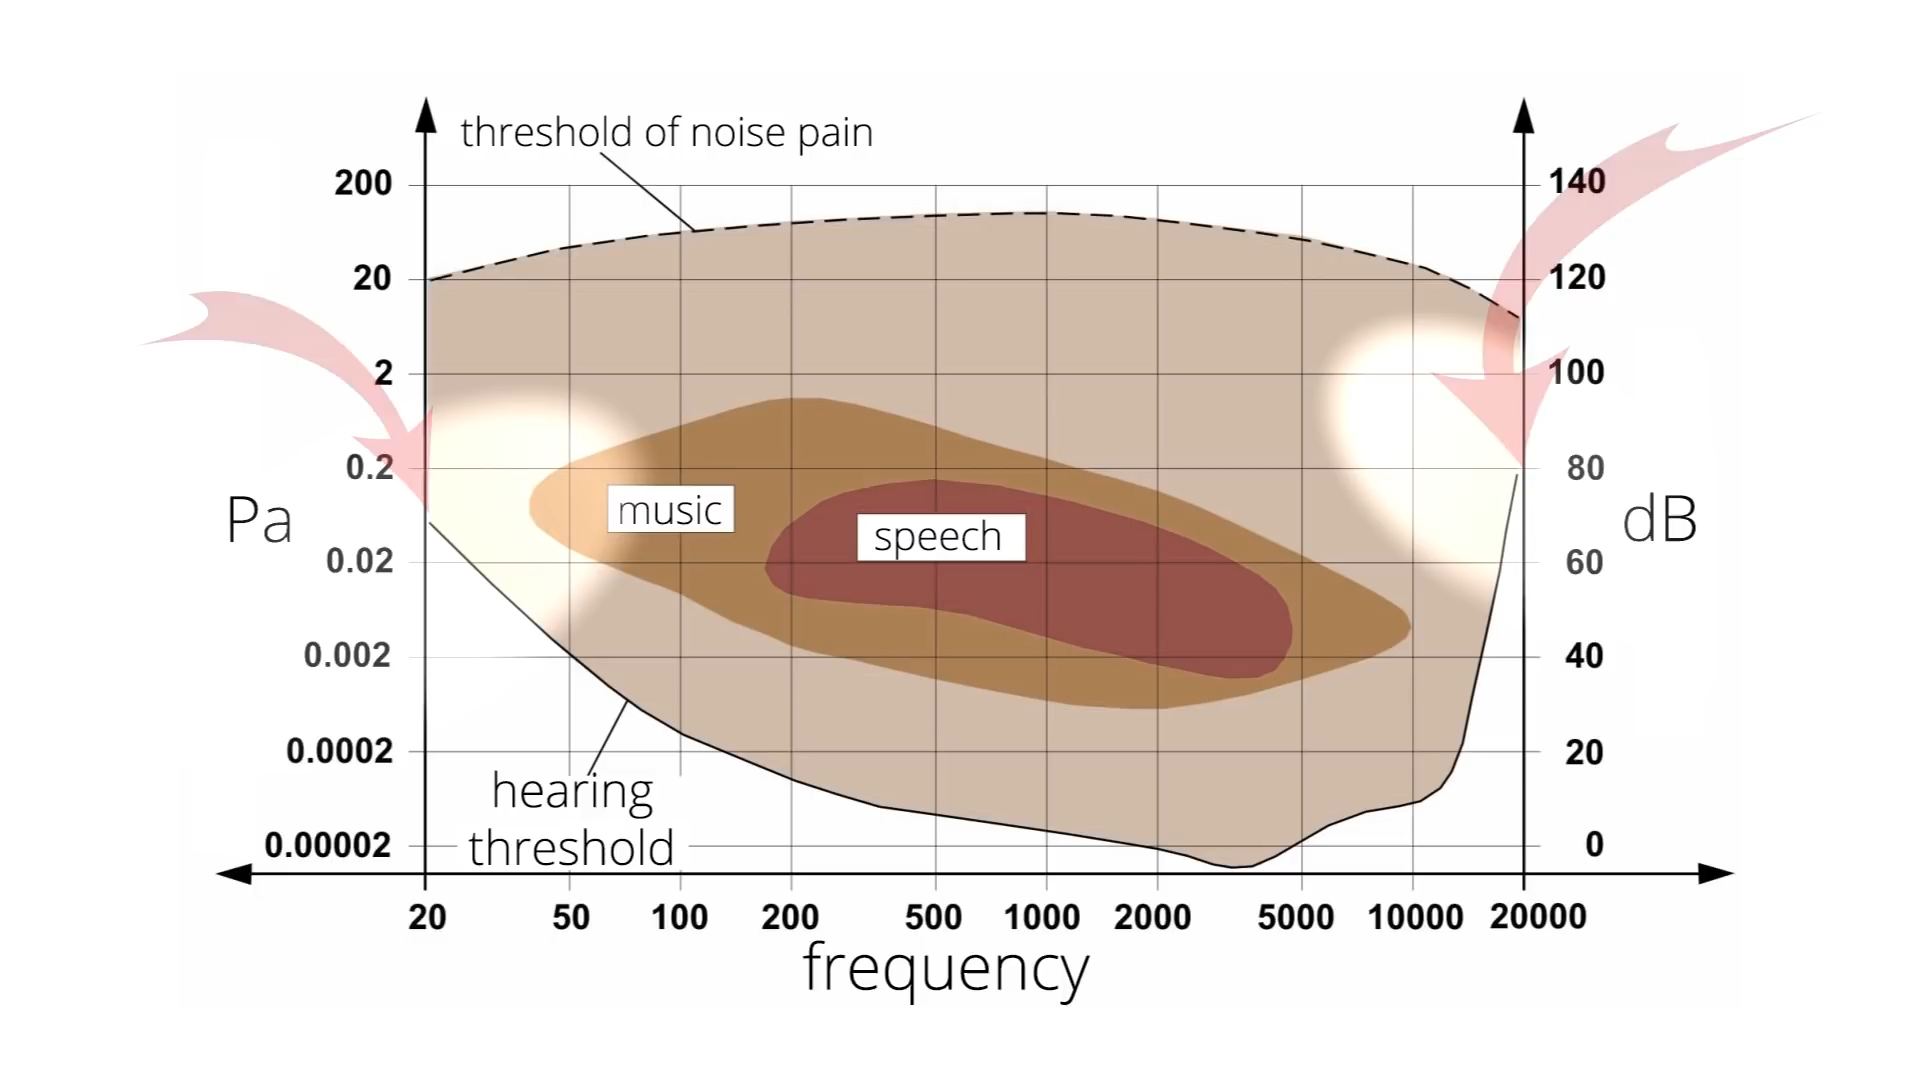 threshold of noise pain
200
140
20
120
2
100
0.2
80
Pa
dB
music
speech
0.02
60
0.002
40
0.0002
20
hearing
threshold
0.00002
0
20 50 100 200 500 1000 2000 5000 10000 20000
frequency